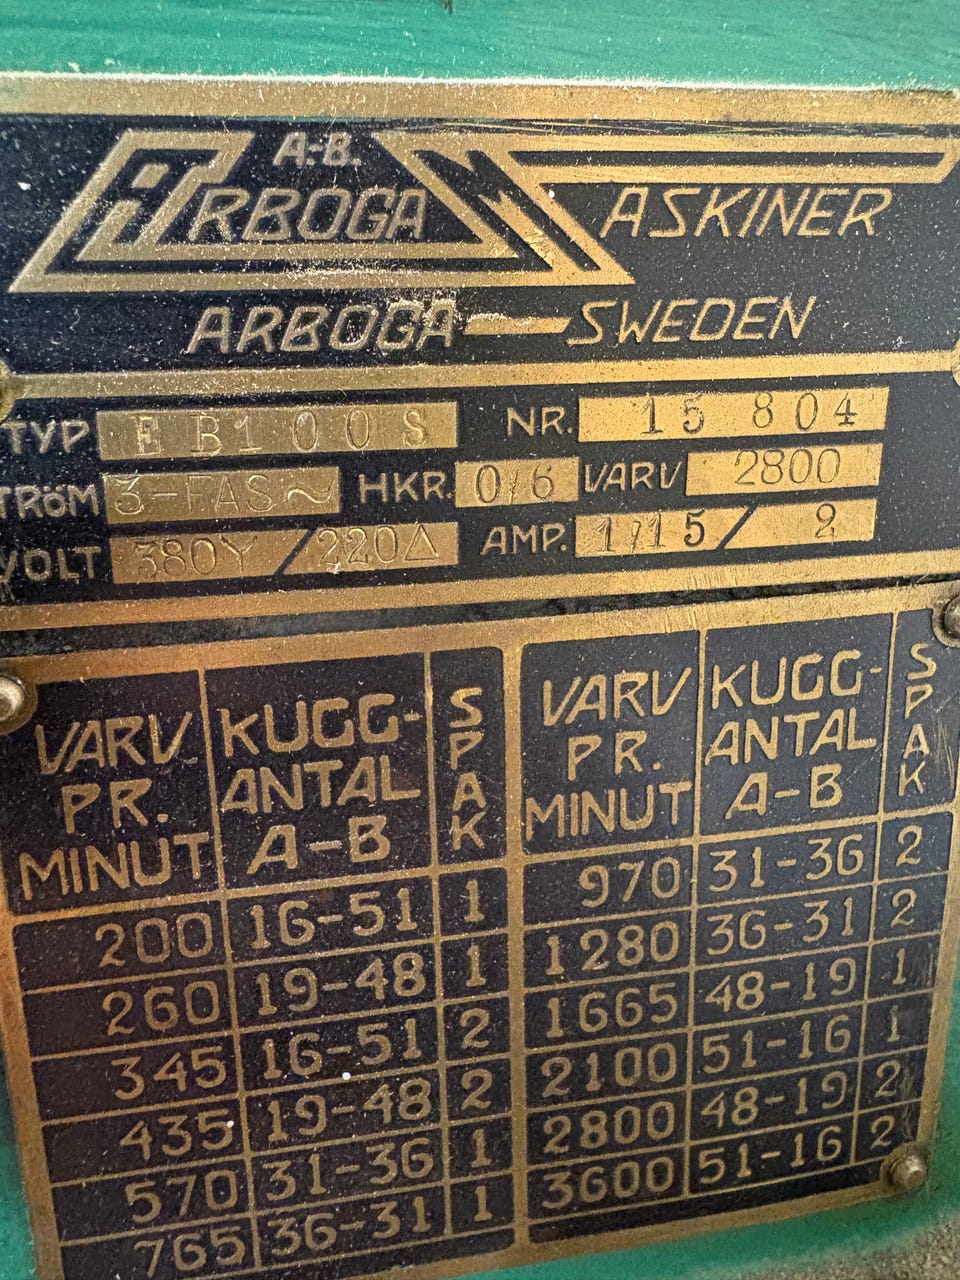 A.-B.
ARBOGA MASKINER
ARBOGA — SWEDEN
TYP EB100S NR. 15 804
STRÖM 3-FAS ~ HKR. 0/6 VARV 2800
VOLT 380Y / 220Δ AMP. 1/15 / 2
VARV PR. MINUT KUGG-ANTAL A-B SPAK VARV PR. MINUT KUGG-ANTAL A-B SPAK
200 16-51 1 970 31-36 2
260 19-48 1 1280 36-31 2
345 16-51 2 1665 48-19 1
435 19-48 2 2100 51-16 1
570 31-36 1 2800 48-19 2
765 36-31 1 3600 51-16 2